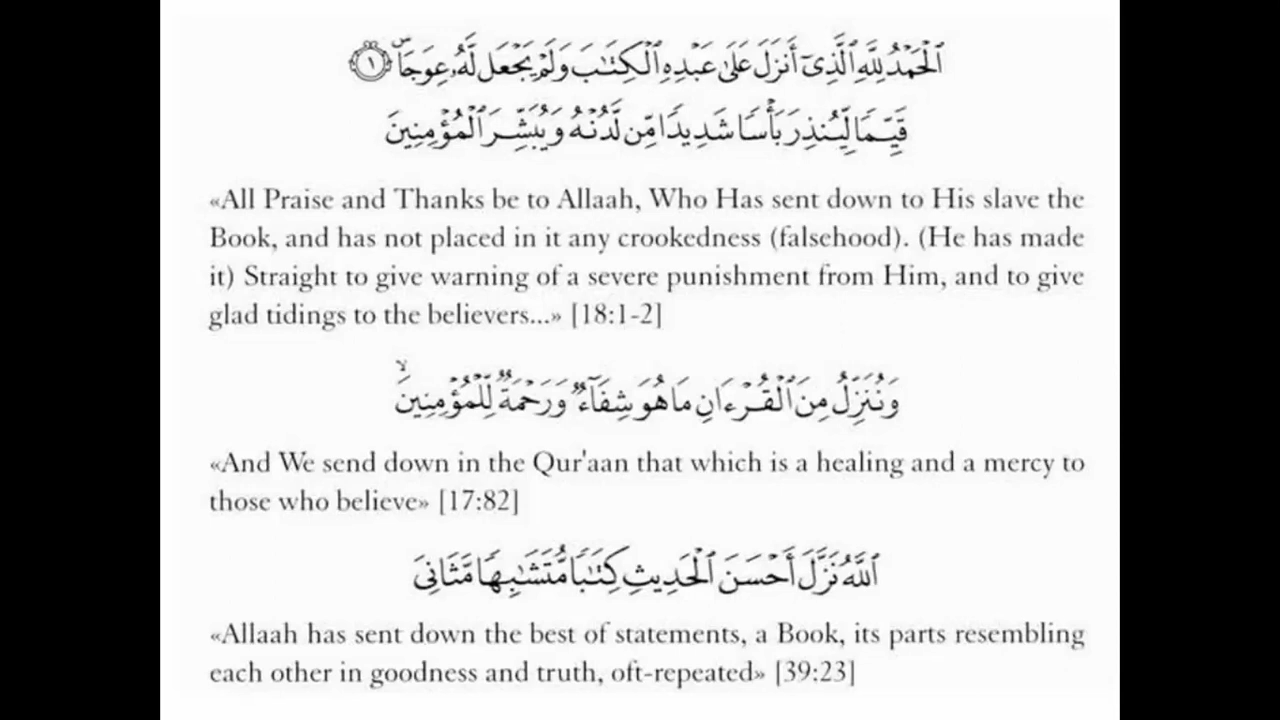 ٱلْحَمْدُ لِلَّهِ ٱلَّذِىٓ أَنزَلَ عَلَىٰ عَبْدِهِ ٱلْكِتَـٰبَ وَلَمْ يَجْعَل لَّهُۥ عِوَجَاۜ ١
قَيِّمًا لِّيُنذِرَ بَأْسًا شَدِيدًا مِّن لَّدُنْهُ وَيُبَشِّرَ ٱلْمُؤْمِنِينَ
«All Praise and Thanks be to Allaah, Who Has sent down to His slave the
Book, and has not placed in it any crookedness (falsehood). (He has made
it) Straight to give warning of a severe punishment from Him, and to give
glad tidings to the believers...» [18:1-2]
وَنُنَزِّلُ مِنَ ٱلْقُرْءَانِ مَا هُوَ شِفَآءٌ وَرَحْمَةٌ لِّلْمُؤْمِنِينَ ۙ
«And We send down in the Qur'aan that which is a healing and a mercy to
those who believe» [17:82]
ٱللَّهُ نَزَّلَ أَحْسَنَ ٱلْحَدِيثِ كِتَـٰبًا مُّتَشَـٰبِهًا مَّثَانِىَ
«Allaah has sent down the best of statements, a Book, its parts resembling
each other in goodness and truth, oft-repeated» [39:23]